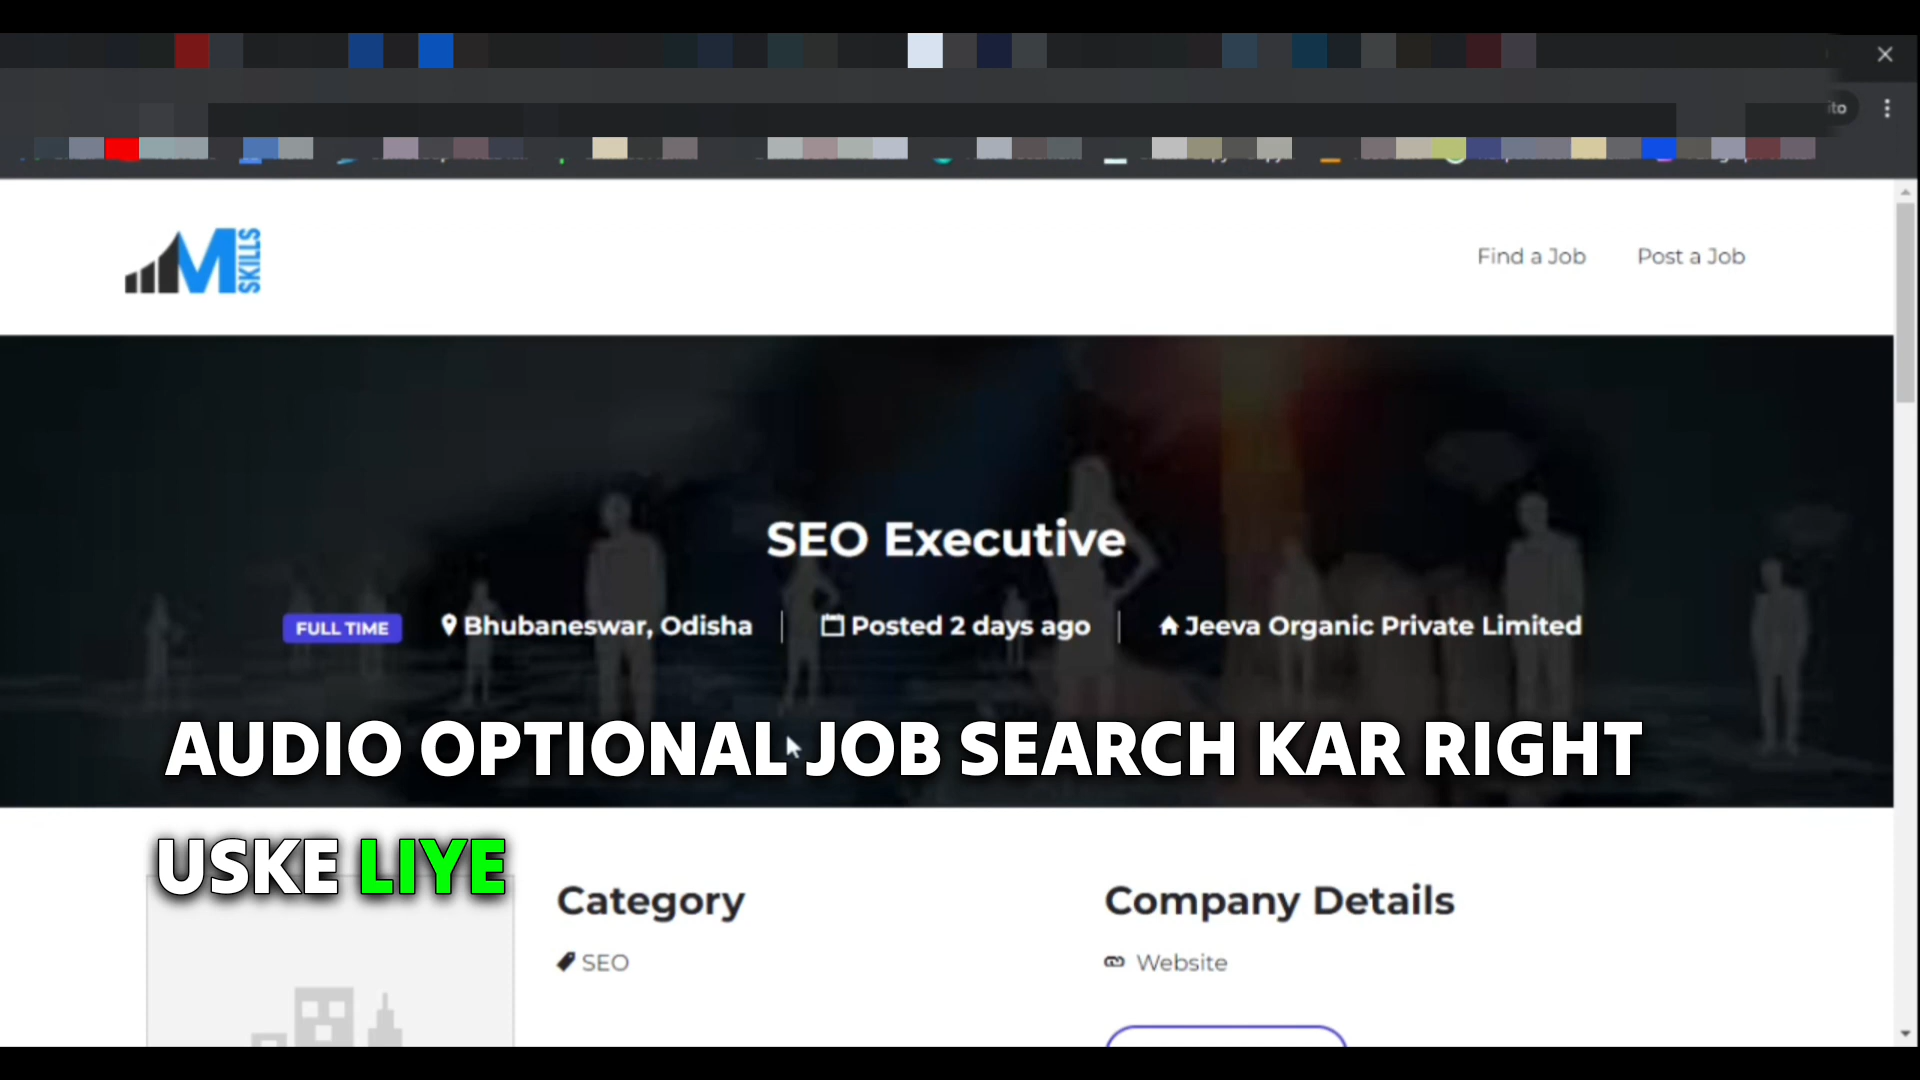 M SKILLS
Find a Job Post a Job
SEO Executive
FULL TIME Bhubaneswar, Odisha Posted 2 days ago Jeeva Organic Private Limited
AUDIO OPTIONAL JOB SEARCH KAR RIGHT
USKE LIYE
Category Company Details
SEO Website